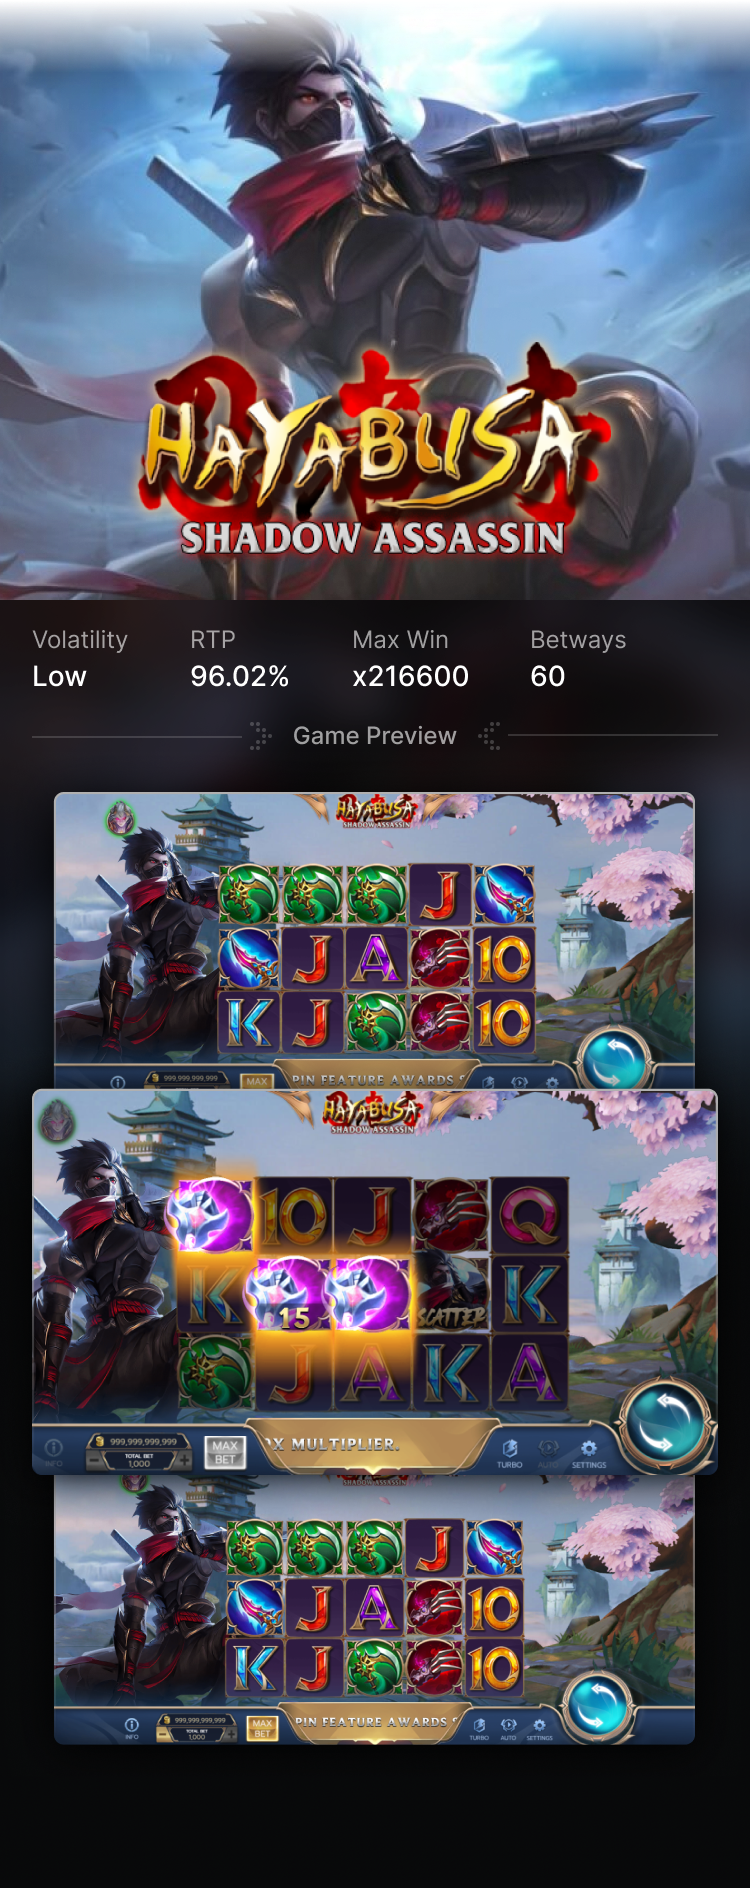 HAYABUSA
SHADOW ASSASSIN
Volatility RTP Max Win Betways
Low 96.02% x216600 60
Game Preview
HAYABUSA
SHADOW ASSASSIN
J
J A 10
K J 10
999,999,999,999
MAX PIN FEATURE AWARDS
HAYABUSA
SHADOW ASSASSIN
10 J Q
K 15 SCATTER K
J A K A
999,999,999,999
TOTAL BET
1,000
MAX
BET
X MULTIPLIER.
INFO TURBO AUTO SETTINGS
SHADOW ASSASSIN
J
J A 10
K J 10
999,999,999,999
TOTAL BET
1,000
MAX
BET
PIN FEATURE AWARDS
INFO TURBO AUTO SETTINGS